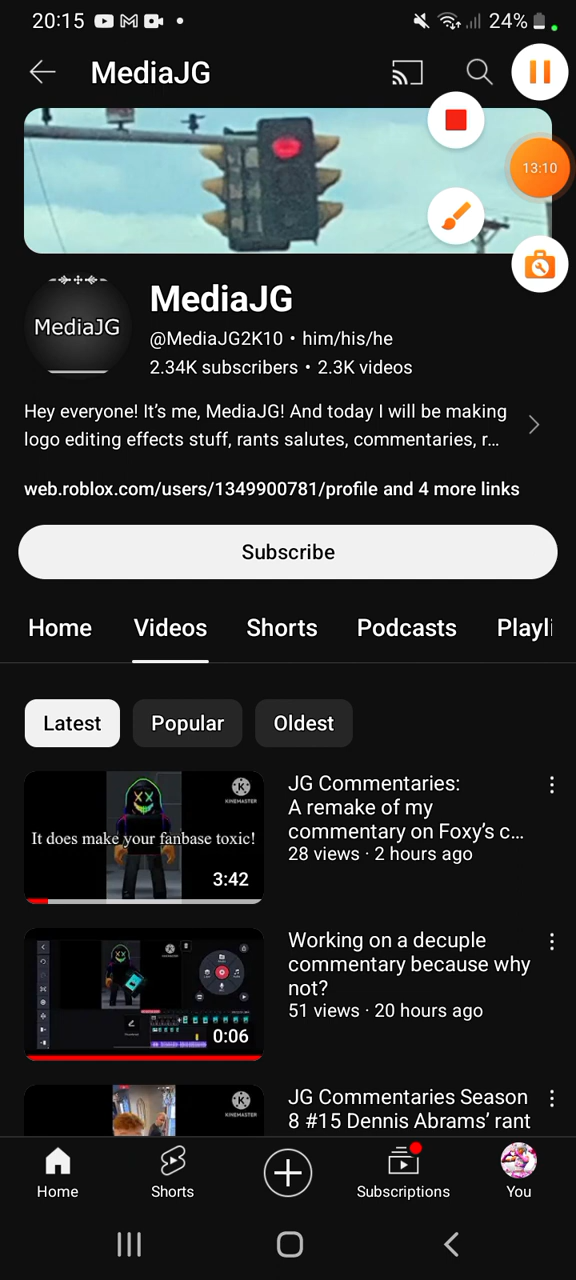 20:15
24%
MediaJG
13:10
MediaJG
MediaJG
@MediaJG2K10 • him/his/he
2.34K subscribers • 2.3K videos
Hey everyone! It’s me, MediaJG! And today I will be making
logo editing effects stuff, rants salutes, commentaries, r...
web.roblox.com/users/1349900781/profile and 4 more links
Subscribe
Home
Videos
Shorts
Podcasts
Playli
Latest
Popular
Oldest
KINEMASTER
It does make your fanbase toxic!
3:42
JG Commentaries:
A remake of my
commentary on Foxy’s c...
28 views · 2 hours ago
0:06
Working on a decuple
commentary because why
not?
51 views · 20 hours ago
KINEMASTER
JG Commentaries Season
8 #15 Dennis Abrams’ rant
Home
Shorts
Subscriptions
You